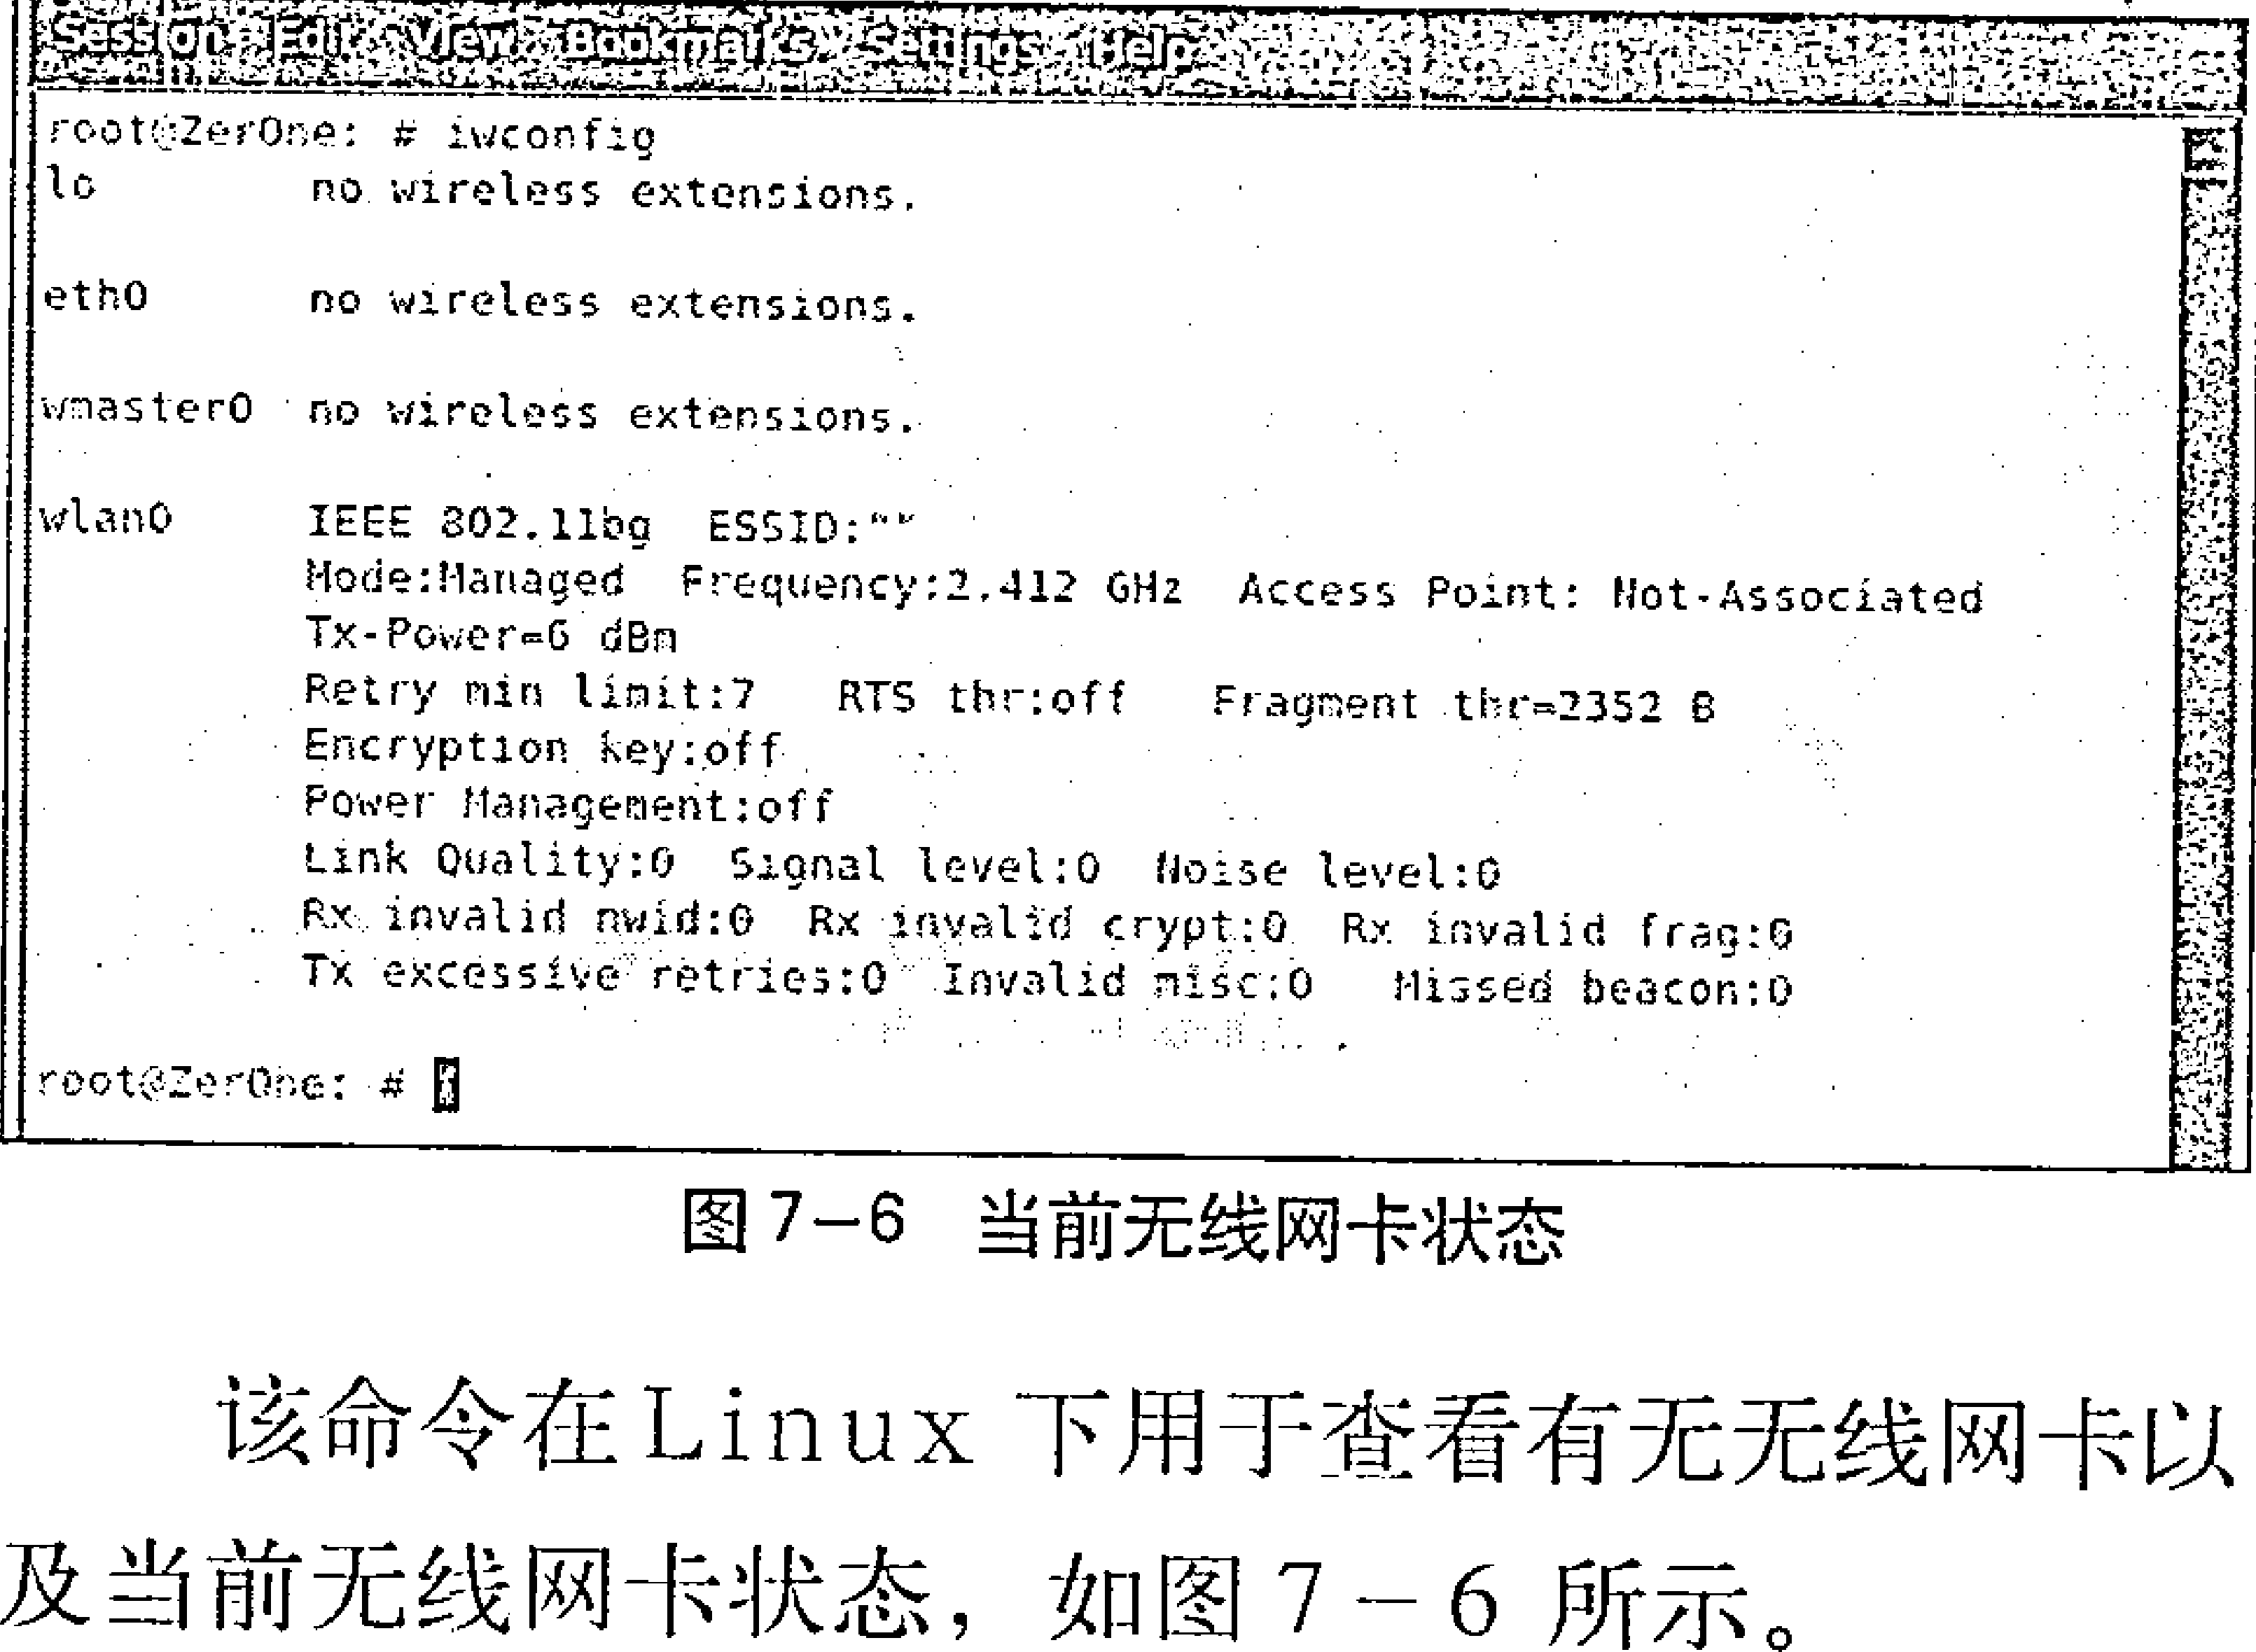 Session Edit View Bookmarks Settings Help
root@ZerOne: # iwconfig
lo no wireless extensions.
eth0 no wireless extensions.
wmaster0 no wireless extensions.
wlan0 IEEE 802.11bg ESSID:""
Mode:Managed Frequency:2.412 GHz Access Point: Not-Associated
Tx-Power=6 dBm
Retry min limit:7 RTS thr:off Fragment thr=2352 B
Encryption key:off
Power Management:off
Link Quality:0 Signal level:0 Noise level:0
Rx invalid nwid:0 Rx invalid crypt:0 Rx invalid frag:0
Tx excessive retries:0 Invalid misc:0 Missed beacon:0
root@ZerOne: #
图7-6 当前无线网卡状态
该命令在Linux 下用于查看有无无线网卡以
及当前无线网卡状态，如图 7-6 所示。